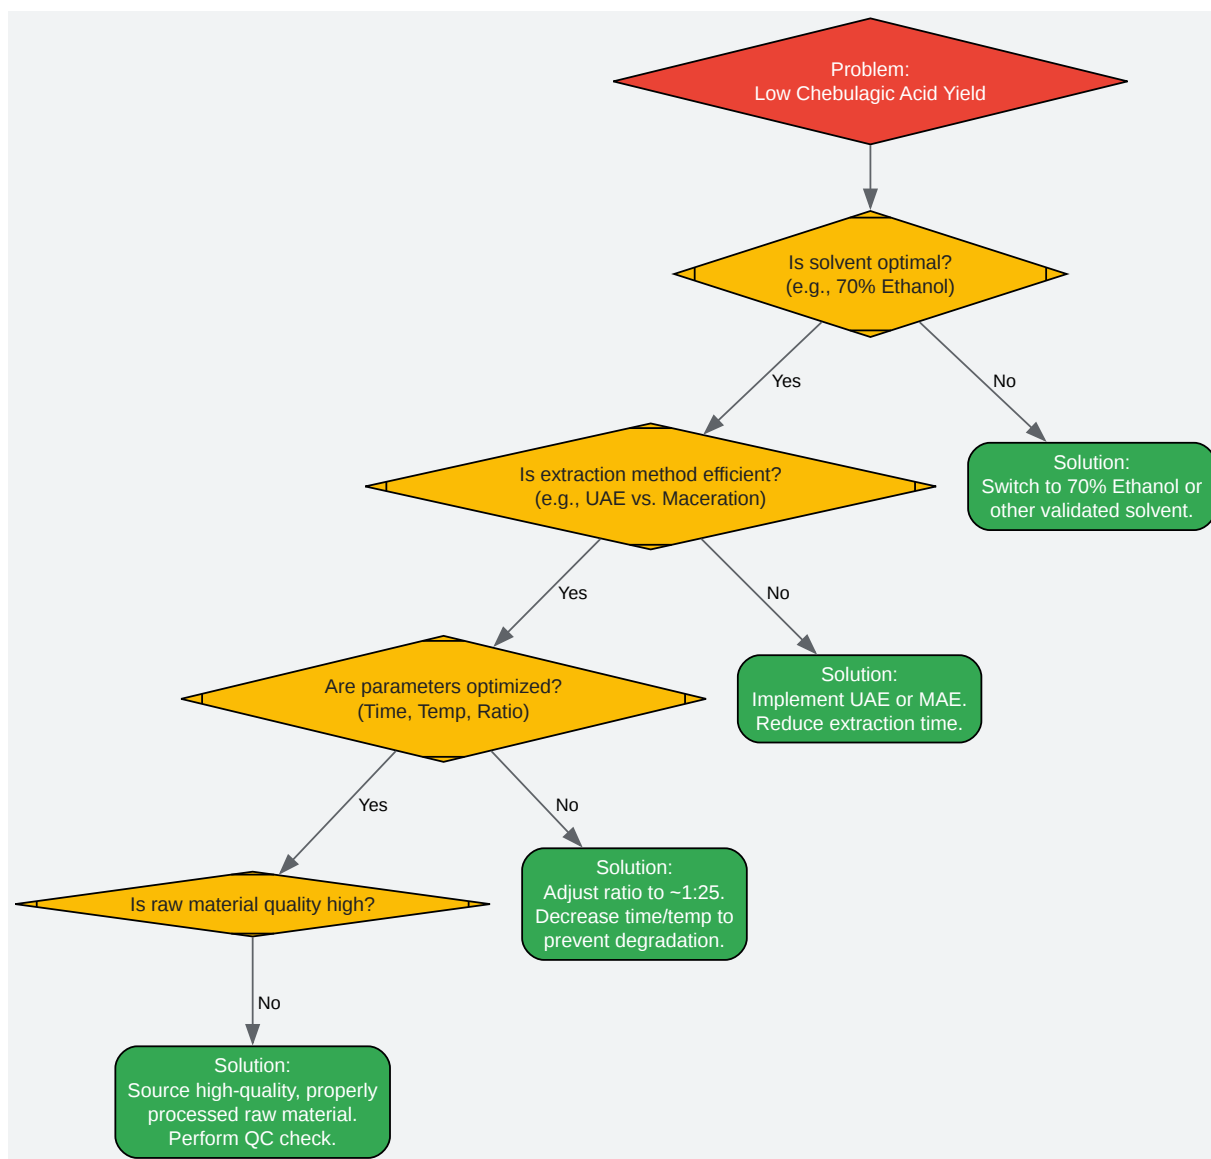 Problem:
Low Chebulagic Acid Yield
Is solvent optimal?
(e.g., 70% Ethanol)
Yes
No
Is extraction method efficient?
(e.g., UAE vs. Maceration)
Solution:
Switch to 70% Ethanol or
other validated solvent.
Yes
No
Are parameters optimized?
(Time, Temp, Ratio)
Solution:
Implement UAE or MAE.
Reduce extraction time.
Yes
No
Is raw material quality high?
Solution:
Adjust ratio to ~1:25.
Decrease time/temp to
prevent degradation.
No
Solution:
Source high-quality, properly
processed raw material.
Perform QC check.